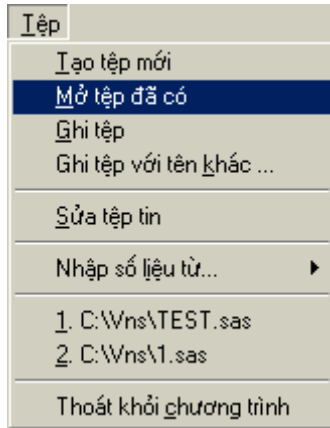 Tệp
Tạo tệp mới
Mở tệp đã có
Ghi tệp
Ghi tệp với tên khác ...
Sửa tệp tin
Nhập số liệu từ...
1. C:\Vns\TEST.sas
2. C:\Vns\1.sas
Thoát khỏi chương trình